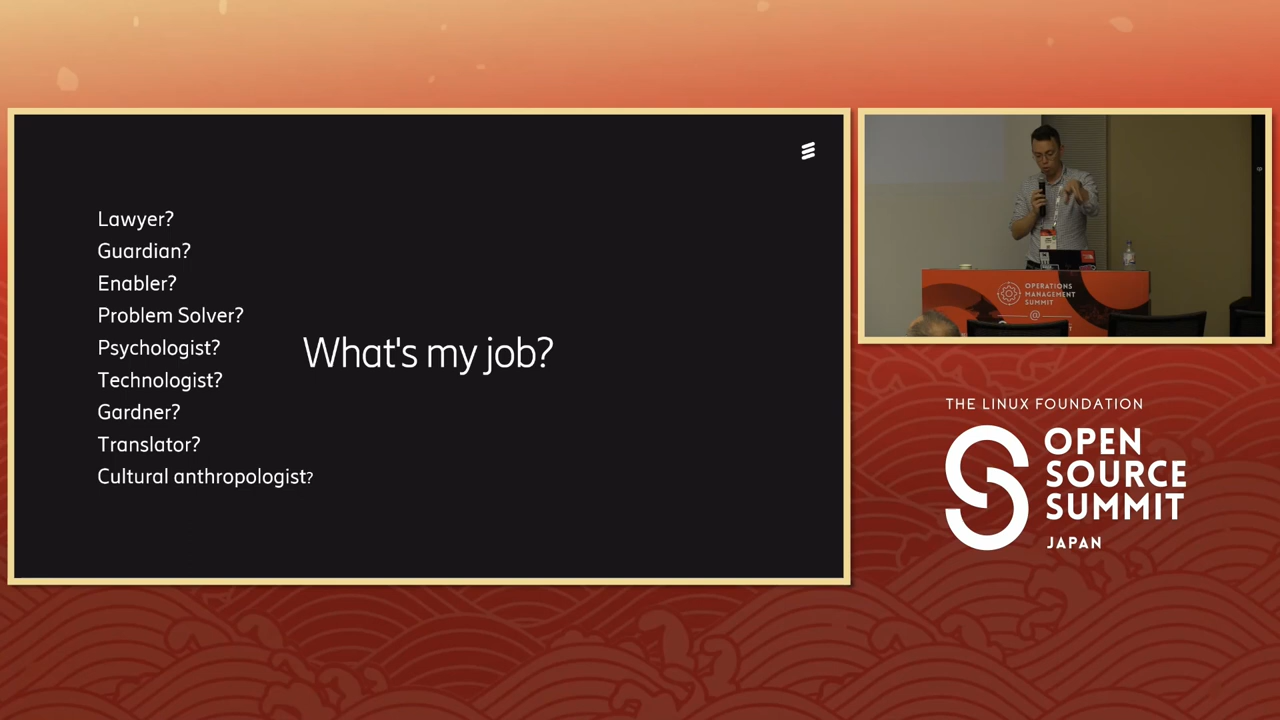 Lawyer?
Guardian?
Enabler?
Problem Solver?
Psychologist?
Technologist?
Gardner?
Translator?
Cultural anthropologist?
What's my job?
OPERATIONS
MANAGEMENT
SUMMIT
@
THE LINUX FOUNDATION
OPEN
SOURCE
SUMMIT
JAPAN